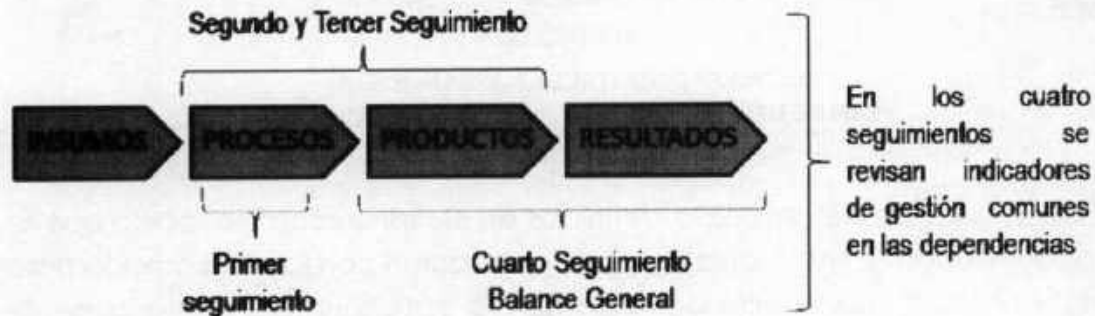 Segundo y Tercer Seguimiento
INSUMOS PROCESOS PRODUCTOS RESULTADOS
Primer
seguimiento
Cuarto Seguimiento
Balance General
En los cuatro
seguimientos se
revisan indicadores
de gestión comunes
en las dependencias